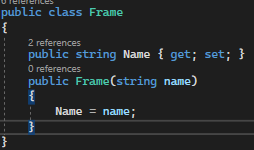 6 references
public class Frame
{
2 references
public string Name { get; set; }
0 references
public Frame(string name)
{
Name = name;
}
}